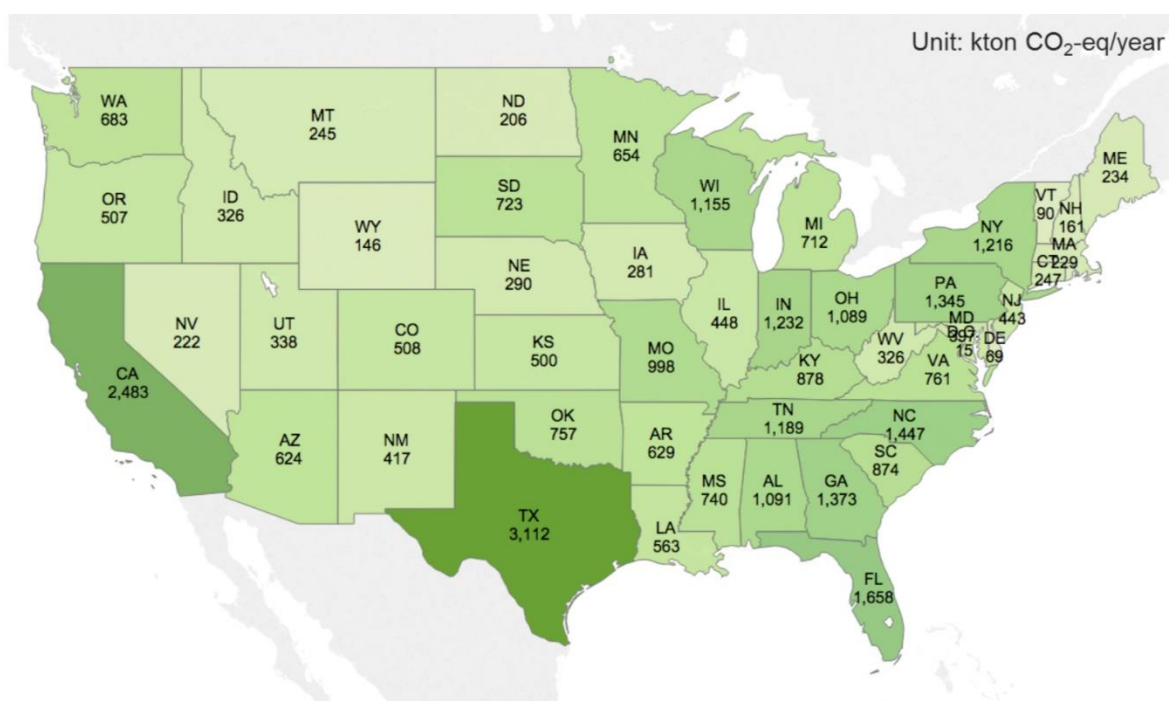 Unit: kton CO₂-eq/year
WA
683
MT
245
ND
206
MN
654
ME
234
OR
507
ID
326
SD
723
WI
1,155
MI
712
VT
90
NH
161
NY
1,216
MA
229
CT
247
WY
146
IA
281
NE
290
PA
1,345
NJ
443
NV
222
UT
338
CO
508
KS
500
MO
998
IL
448
IN
1,232
OH
1,089
WV
326
MD
D.C.
15
DE
69
VA
761
KY
878
CA
2,483
AZ
624
NM
417
OK
757
AR
629
TN
1,189
NC
1,447
SC
874
MS
740
AL
1,091
GA
1,373
TX
3,112
LA
563
FL
1,658